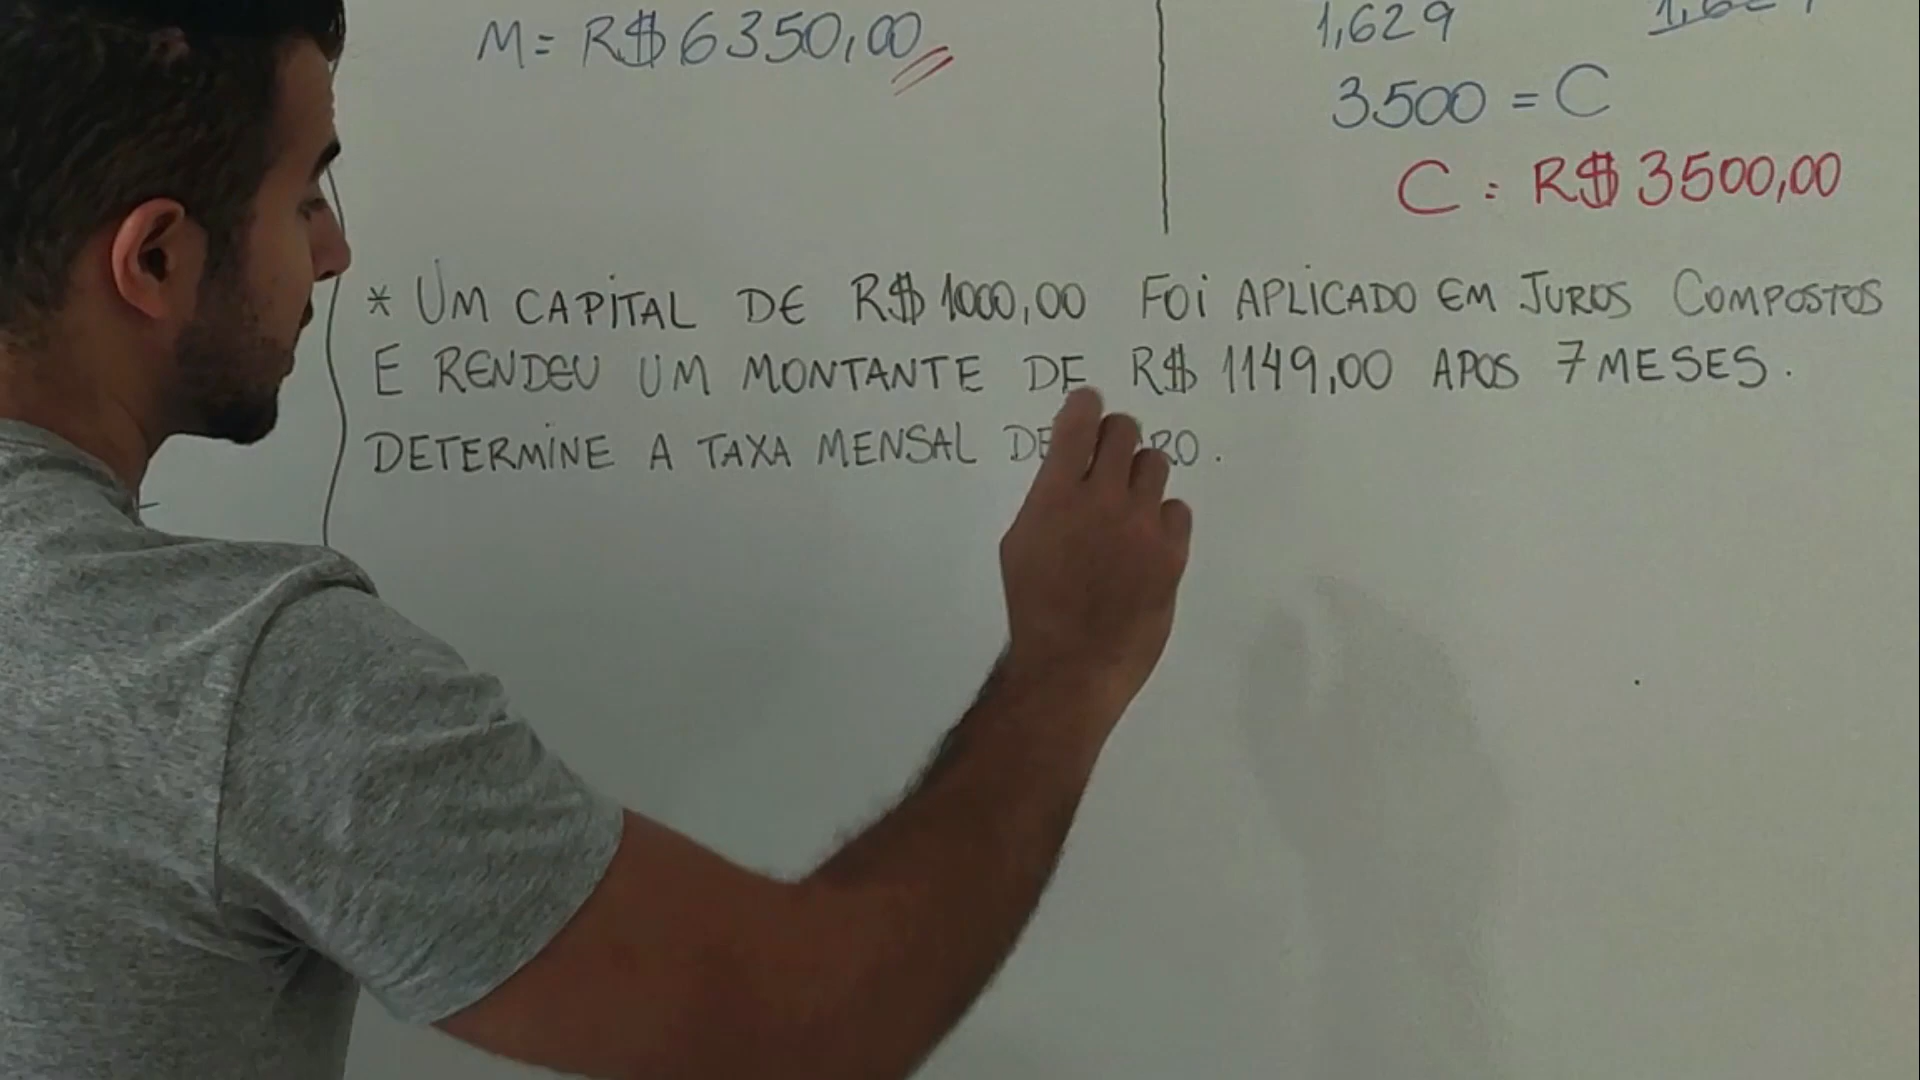 M= R$ 6350,00
1,629
3500 = C
C = R$ 3500,00
* UM CAPITAL DE R$ 1000,00 FOI APLICADO EM JUROS COMPOSTOS
E RENDEU UM MONTANTE DE R$ 1149,00 APOS 7 MESES.
DETERMINE A TAXA MENSAL DE